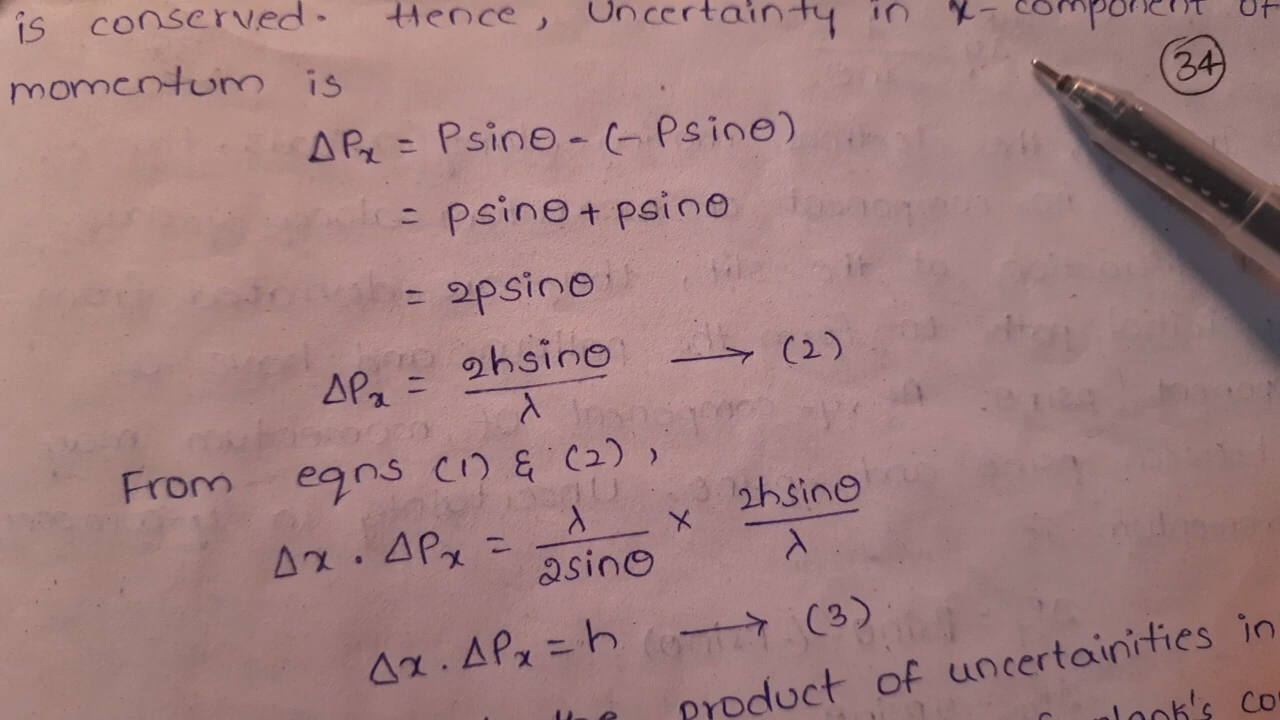 is conserved. Hence, Uncertainty in x-component of
34
momentum is
ΔPx = Psinθ - (- Psinθ)
= psinθ + psinθ
= 2psinθ
ΔPx = 2hsinθ / λ → (2)
From eqns (1) & (2),
Δx . ΔPx = λ / 2sinθ × 2hsinθ / λ
Δx . ΔPx = h → (3)
the product of uncertainities in